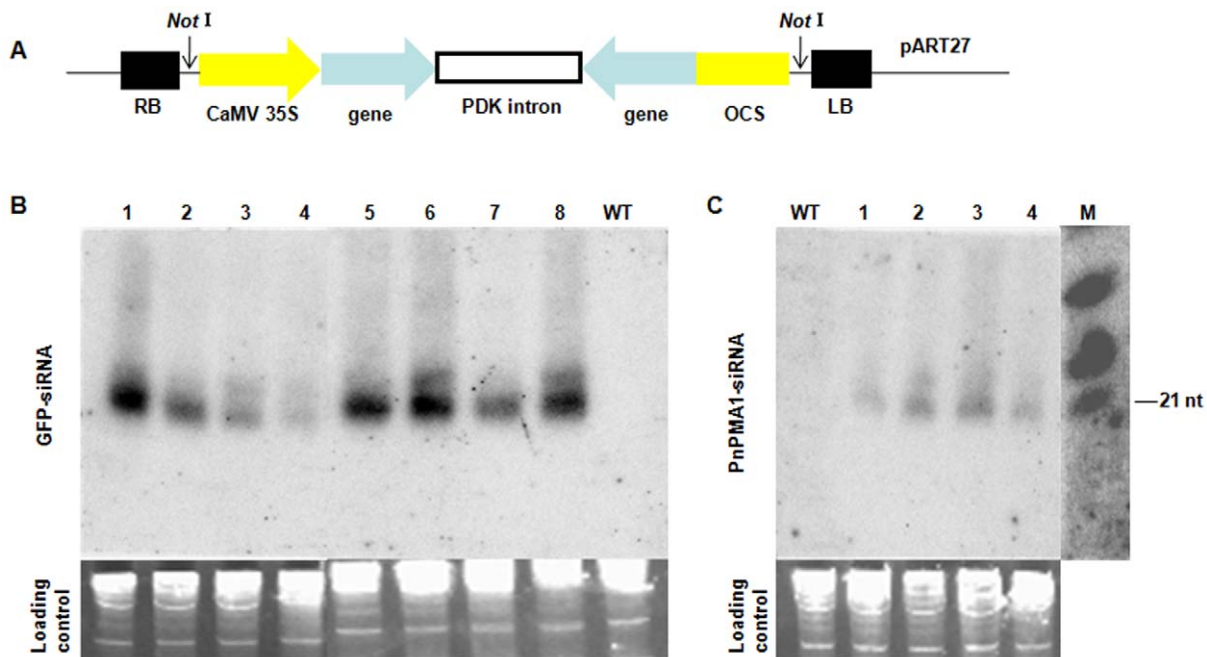 A
Not I
Not I
pART27
RB
CaMV 35S
gene
PDK intron
gene
OCS
LB
B
1 2 3 4 5 6 7 8 WT
GFP-siRNA
Loading control
C
WT 1 2 3 4 M
PnPMA1-siRNA
21 nt
Loading control